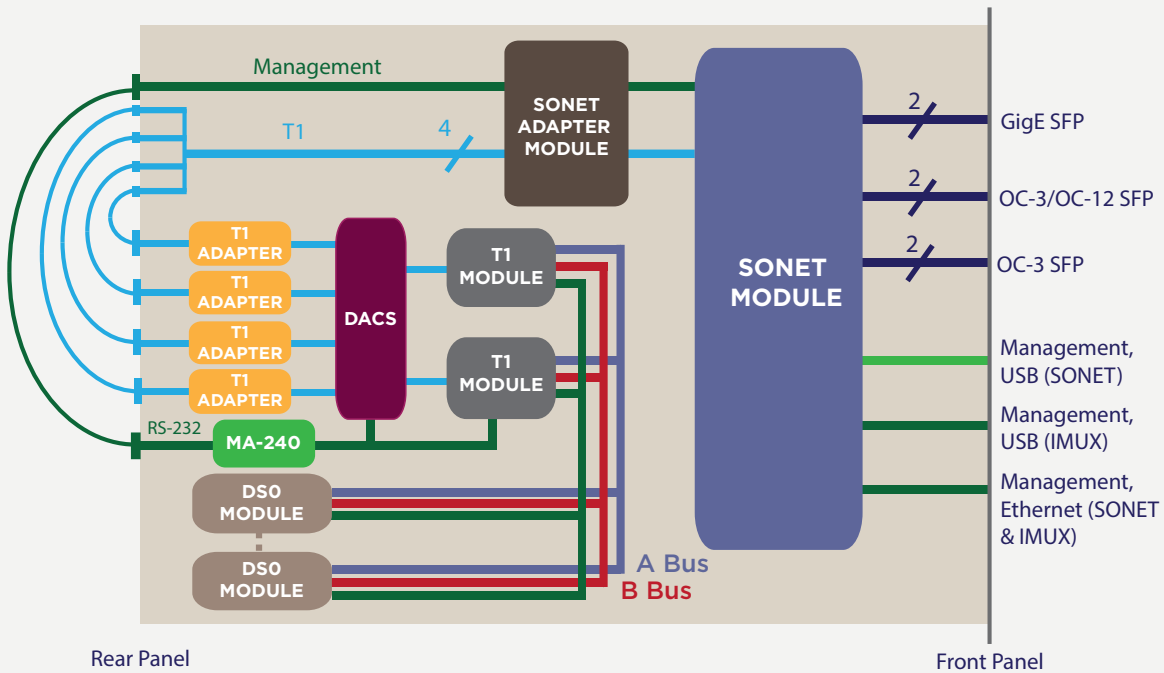 Management
T1
4
SONET
ADAPTER
MODULE
SONET
MODULE
2
GigE SFP
2
OC-3/OC-12 SFP
2
OC-3 SFP
Management,
USB (SONET)
Management,
USB (IMUX)
Management,
Ethernet (SONET
& IMUX)
T1
ADAPTER
T1
ADAPTER
T1
ADAPTER
T1
ADAPTER
DACS
T1
MODULE
T1
MODULE
RS-232
MA-240
DS0
MODULE
DS0
MODULE
A Bus
B Bus
Rear Panel
Front Panel